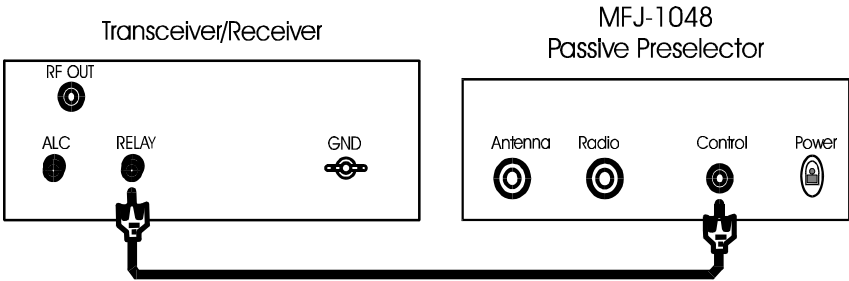 Transceiver/Receiver
MFJ-1048
Passive Preselector
RF OUT
ALC
RELAY
GND
Antenna
Radio
Control
Power